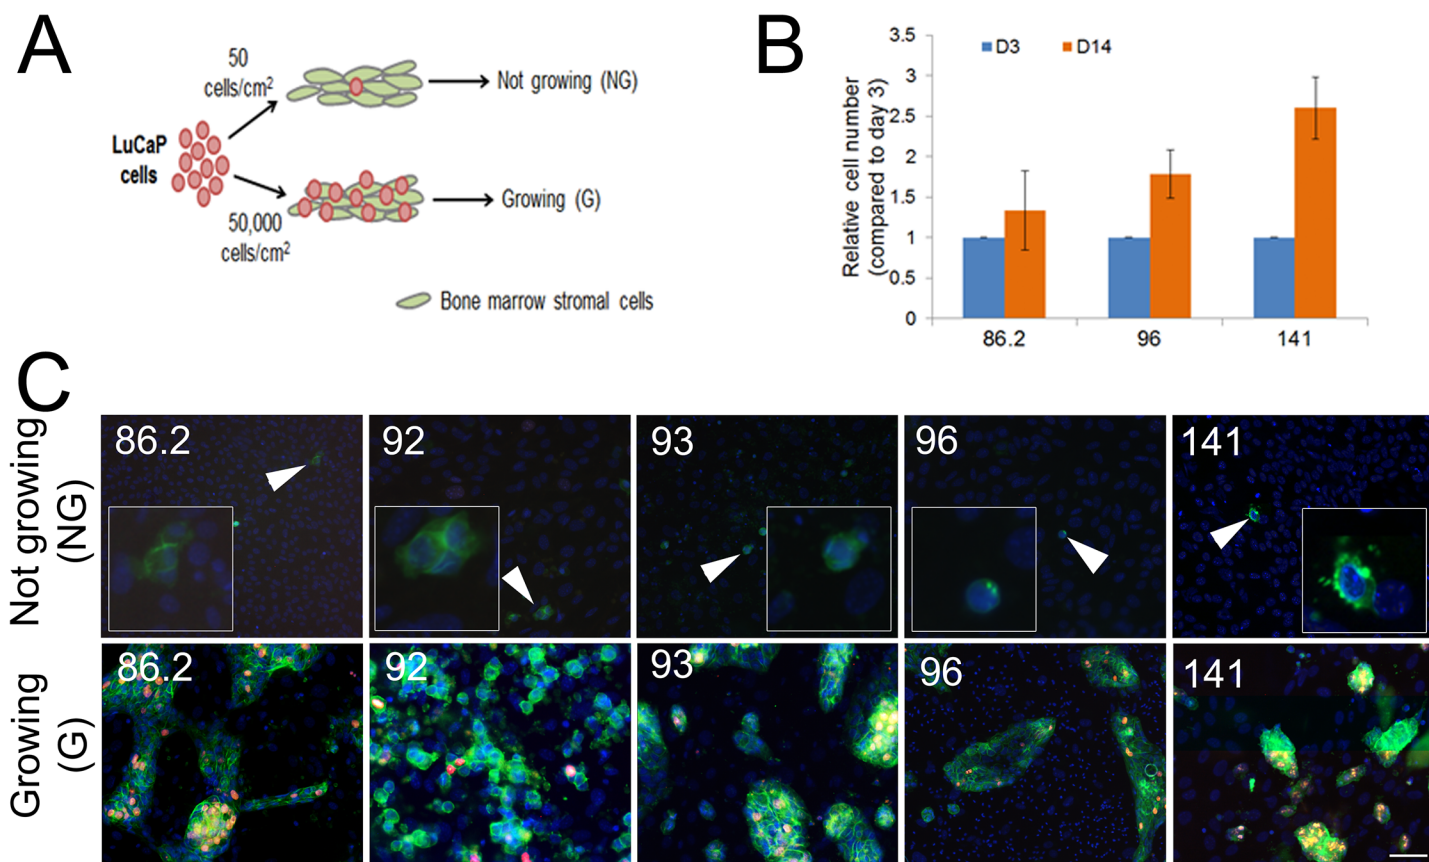 A
50
cells/cm2
Not growing (NG)
LuCaP
cells
Growing (G)
50,000
cells/cm2
Bone marrow stromal cells
B
D3 D14
Relative cell number
(compared to day 3)
3.5
3
2.5
2
1.5
1
0.5
0
86.2 96 141
C
Not growing
(NG)
86.2 92 93 96 141
Growing
(G)
86.2 92 93 96 141